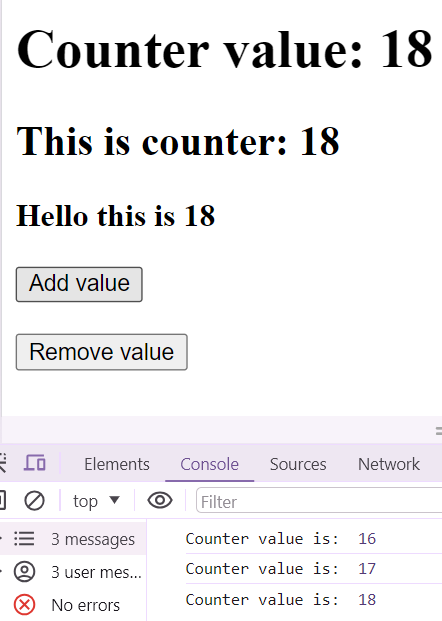 Counter value: 18
This is counter: 18
Hello this is 18
Add value
Remove value
Elements Console Sources Network
top Filter
3 messages
3 user mes...
No errors
Counter value is: 16
Counter value is: 17
Counter value is: 18